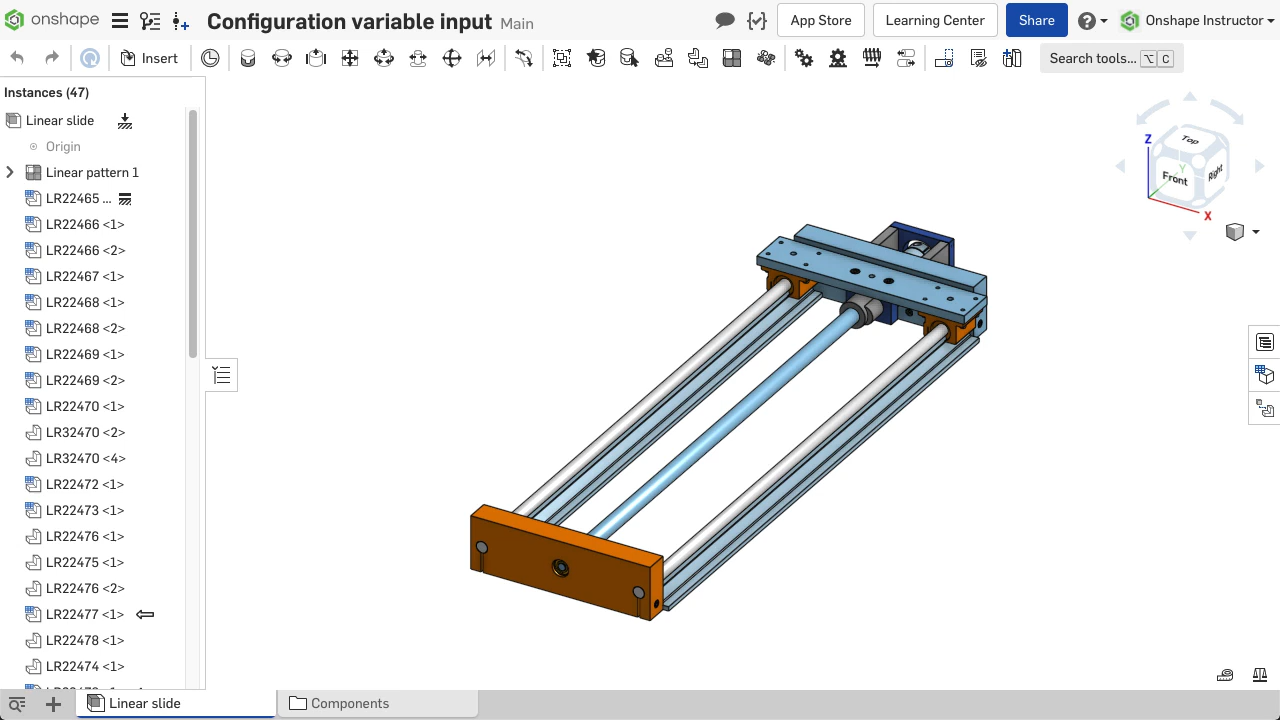 onshape Configuration variable input Main App Store Learning Center Share Onshape Instructor
Insert Search tools... ⌥ C
Instances (47)
Linear slide
Origin
Linear pattern 1
LR22465 ...
LR22466 <1>
LR22466 <2>
LR22467 <1>
LR22468 <1>
LR22468 <2>
LR22469 <1>
LR22469 <2>
LR22470 <1>
LR32470 <2>
LR32470 <4>
LR22472 <1>
LR22473 <1>
LR22476 <1>
LR22475 <1>
LR22476 <2>
LR22477 <1>
LR22478 <1>
LR22474 <1>
Z
Top
Y
Front
Right
X
Linear slide Components